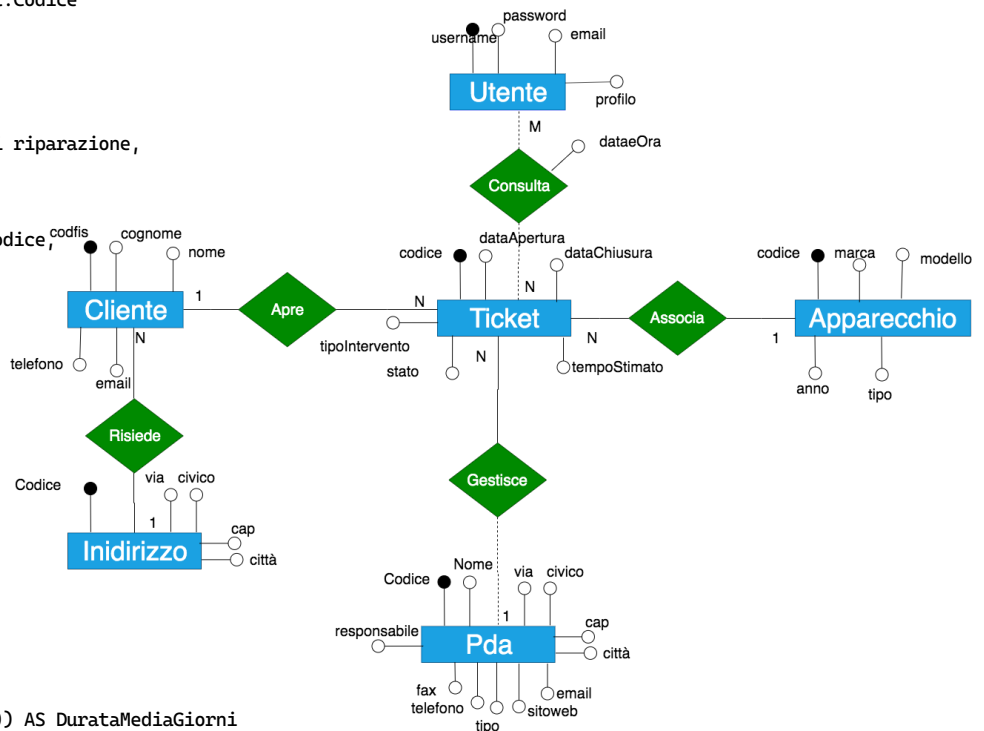 t.Codice
password
username
email
Utente
profilo
M
dataeOra
i riparazione,
Consulta
odice,
codfis
cognome
nome
codice
dataApertura
dataChiusura
codice
marca
modello
1
N
N
Cliente
Apre
Ticket
Associa
Apparecchio
N
tipoIntervento
N
N
1
telefono
email
stato
tempoStimato
anno
tipo
Risiede
Codice
via
civico
Gestisce
1
cap
Inidirizzo
città
Codice
Nome
via
civico
1
responsabile
cap
Pda
città
fax
telefono
tipo
sitoweb
email
) AS DurataMediaGiorni